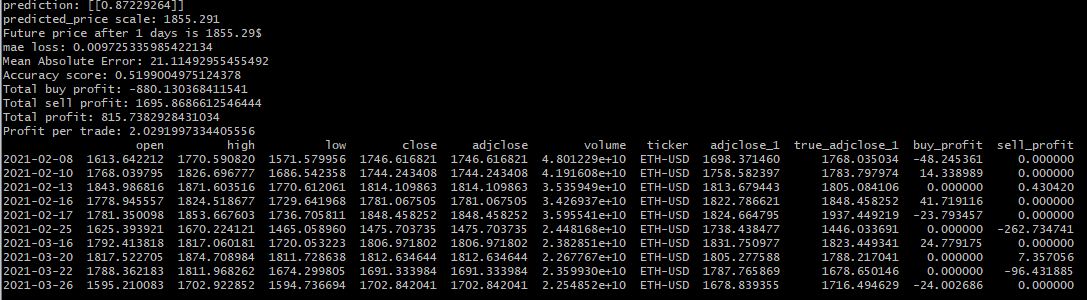 prediction: [[0.87229264]]
predicted_price scale: 1855.291
Future price after 1 days is 1855.29$
mae loss: 0.009725335985422134
Mean Absolute Error: 21.11492955455492
Accuracy score: 0.5199004975124378
Total buy profit: -880.130368411541
Total sell profit: 1695.8686612546444
Total profit: 815.7382928431034
Profit per trade: 2.0291997334405556
open high low close adjclose volume ticker adjclose_1 true_adjclose_1 buy_profit sell_profit
2021-02-08 1613.642212 1770.590820 1571.579956 1746.616821 1746.616821 4.801229e+10 ETH-USD 1698.371460 1768.035034 -48.245361 0.000000
2021-02-10 1768.039795 1826.696777 1686.542358 1744.243408 1744.243408 4.191608e+10 ETH-USD 1758.582397 1783.797974 14.338989 0.000000
2021-02-13 1843.986816 1871.603516 1770.612061 1814.109863 1814.109863 3.535949e+10 ETH-USD 1813.679443 1805.084106 0.000000 0.430420
2021-02-16 1778.945557 1824.518677 1729.641968 1781.067505 1781.067505 3.426937e+10 ETH-USD 1822.786621 1848.458252 41.719116 0.000000
2021-02-17 1781.350098 1853.667603 1736.705811 1848.458252 1848.458252 3.595541e+10 ETH-USD 1824.664795 1937.449219 -23.793457 0.000000
2021-02-25 1625.393921 1670.224121 1465.058960 1475.703735 1475.703735 2.448168e+10 ETH-USD 1738.438477 1446.033691 0.000000 -262.734741
2021-03-16 1792.413818 1817.060181 1720.053223 1806.971802 1806.971802 2.382851e+10 ETH-USD 1831.750977 1823.449341 24.779175 0.000000
2021-03-20 1817.522705 1874.708984 1811.728638 1812.634644 1812.634644 2.267767e+10 ETH-USD 1805.277588 1788.217041 0.000000 7.357056
2021-03-22 1788.362183 1811.968262 1674.299805 1691.333984 1691.333984 2.359930e+10 ETH-USD 1787.765869 1678.650146 0.000000 -96.431885
2021-03-26 1595.210083 1702.922852 1594.736694 1702.842041 1702.842041 2.254852e+10 ETH-USD 1678.839355 1716.494629 -24.002686 0.000000